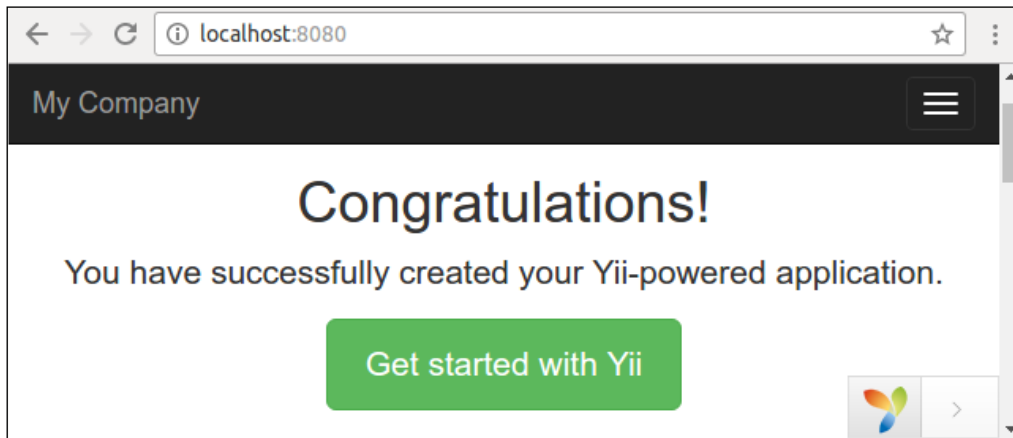 localhost:8080
My Company
Congratulations!
You have successfully created your Yii-powered application.
Get started with Yii